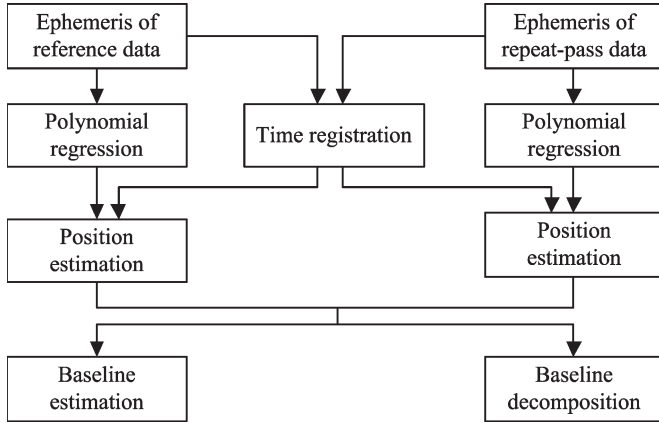 Ephemeris of
reference data
Ephemeris of
repeat-pass data
Polynomial
regression
Time registration
Polynomial
regression
Position
estimation
Position
estimation
Baseline
estimation
Baseline
decomposition